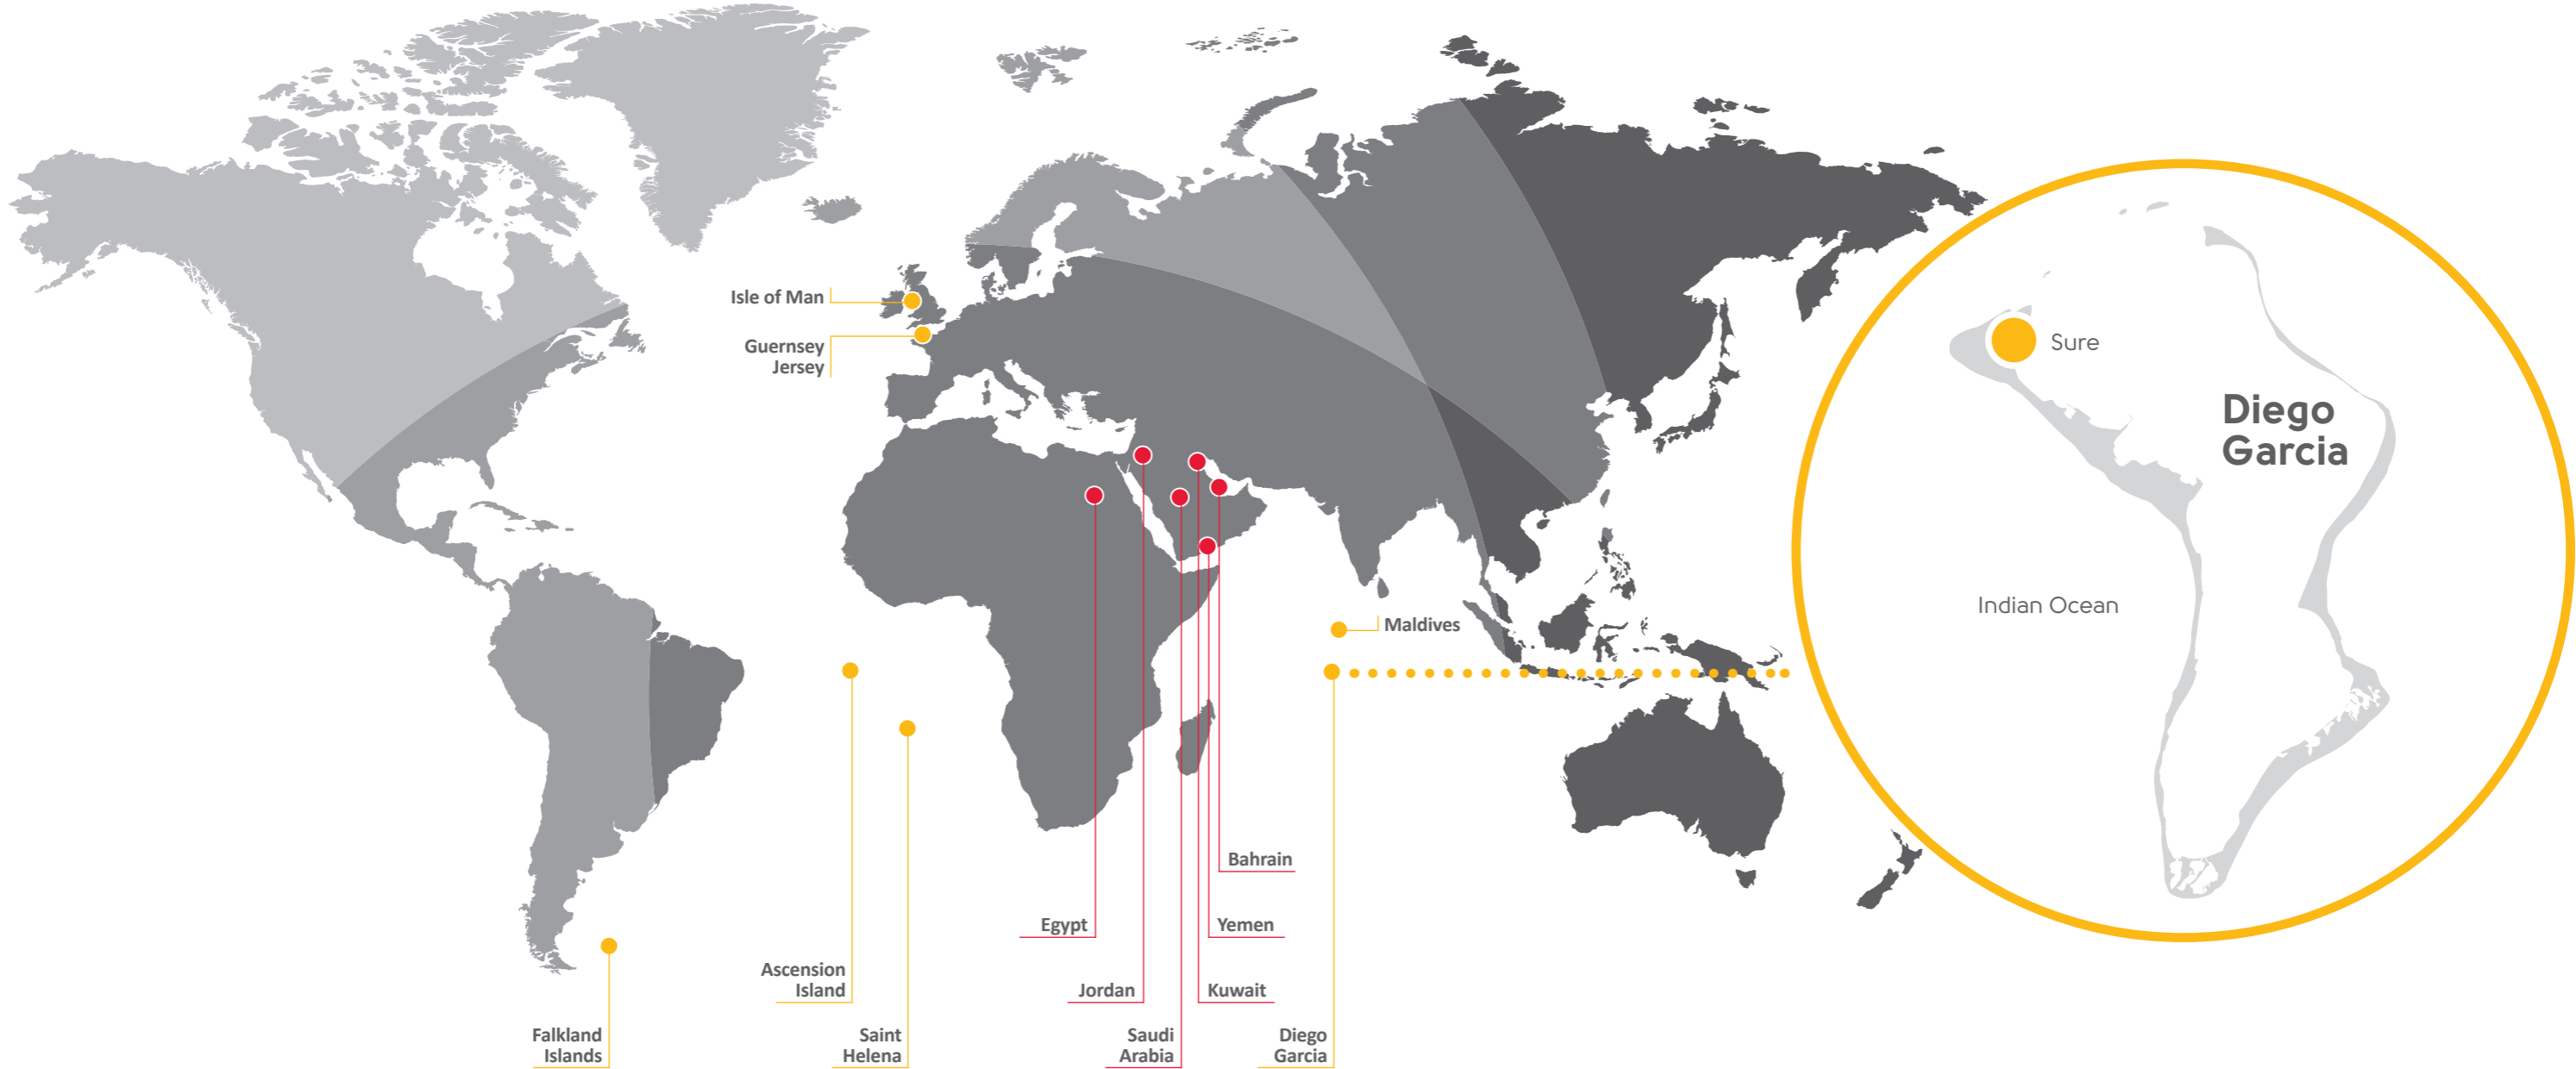 Isle of Man
Guernsey
Jersey
Sure
Diego
Garcia
Indian Ocean
Maldives
Bahrain
Egypt
Yemen
Ascension
Island
Jordan
Kuwait
Falkland
Islands
Saint
Helena
Saudi
Arabia
Diego
Garcia